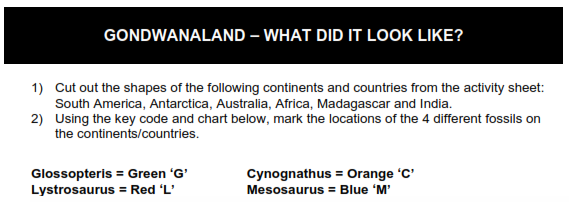 GONDWANALAND – WHAT DID IT LOOK LIKE?
1) Cut out the shapes of the following continents and countries from the activity sheet:
South America, Antarctica, Australia, Africa, Madagascar and India.
2) Using the key code and chart below, mark the locations of the 4 different fossils on
the continents/countries.
Glossopteris = Green ‘G’ Cynognathus = Orange ‘C’
Lystrosaurus = Red ‘L’ Mesosaurus = Blue ‘M’